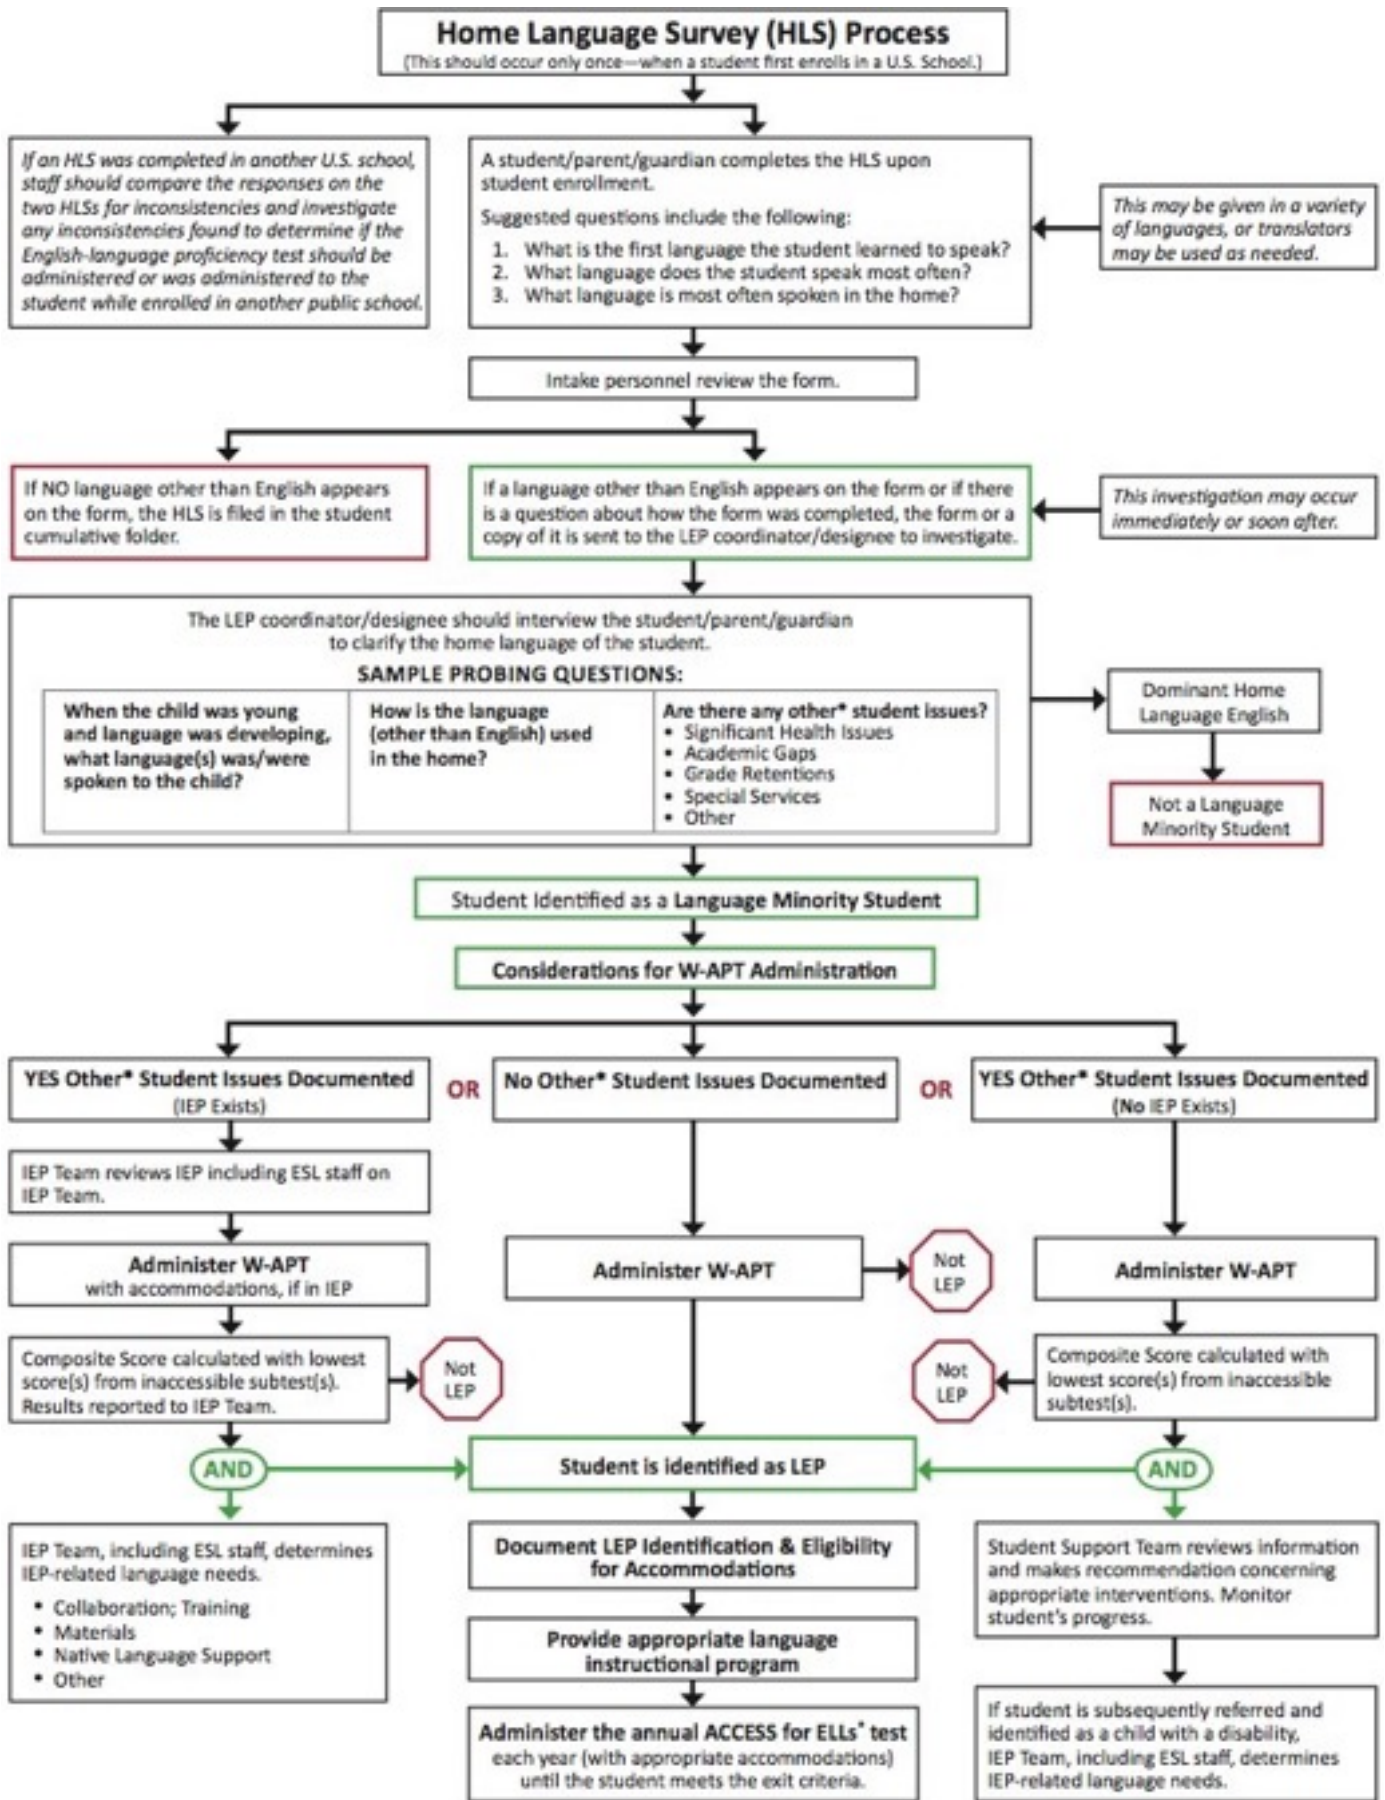 Home Language Survey (HLS) Process
(This should occur only once—when a student first enrolls in a U.S. School.)
If an HLS was completed in another U.S. school,
staff should compare the responses on the
two HLSs for inconsistencies and investigate
any inconsistencies found to determine if the
English-language proficiency test should be
administered or was administered to the
student while enrolled in another public school.
A student/parent/guardian completes the HLS upon
student enrollment.
Suggested questions include the following:
1. What is the first language the student learned to speak?
2. What language does the student speak most often?
3. What language is most often spoken in the home?
This may be given in a variety
of languages, or translators
may be used as needed.
Intake personnel review the form.
If NO language other than English appears
on the form, the HLS is filed in the student
cumulative folder.
If a language other than English appears on the form or if there
is a question about how the form was completed, the form or a
copy of it is sent to the LEP coordinator/designee to investigate.
This investigation may occur
immediately or soon after.
The LEP coordinator/designee should interview the student/parent/guardian
to clarify the home language of the student.
SAMPLE PROBING QUESTIONS:
When the child was young
and language was developing,
what language(s) was/were
spoken to the child?
How is the language
(other than English) used
in the home?
Are there any other* student issues?
• Significant Health Issues
• Academic Gaps
• Grade Retentions
• Special Services
• Other
Dominant Home
Language English
Not a Language
Minority Student
Student Identified as a Language Minority Student
Considerations for W-APT Administration
YES Other* Student Issues Documented
(IEP Exists)
OR
No Other* Student Issues Documented
OR
YES Other* Student Issues Documented
(No IEP Exists)
IEP Team reviews IEP including ESL staff on
IEP Team.
Administer W-APT
with accommodations, if in IEP
Administer W-APT
Not
LEP
Administer W-APT
Composite Score calculated with lowest
score(s) from inaccessible subtest(s).
Results reported to IEP Team.
Not
LEP
Not
LEP
Composite Score calculated with
lowest score(s) from inaccessible
subtest(s).
AND
Student is identified as LEP
AND
IEP Team, including ESL staff, determines
IEP-related language needs.
• Collaboration; Training
• Materials
• Native Language Support
• Other
Document LEP Identification & Eligibility
for Accommodations
Provide appropriate language
instructional program
Administer the annual ACCESS for ELLs* test
each year (with appropriate accommodations)
until the student meets the exit criteria.
Student Support Team reviews information
and makes recommendation concerning
appropriate interventions. Monitor
student's progress.
If student is subsequently referred and
identified as a child with a disability,
IEP Team, including ESL staff, determines
IEP-related language needs.